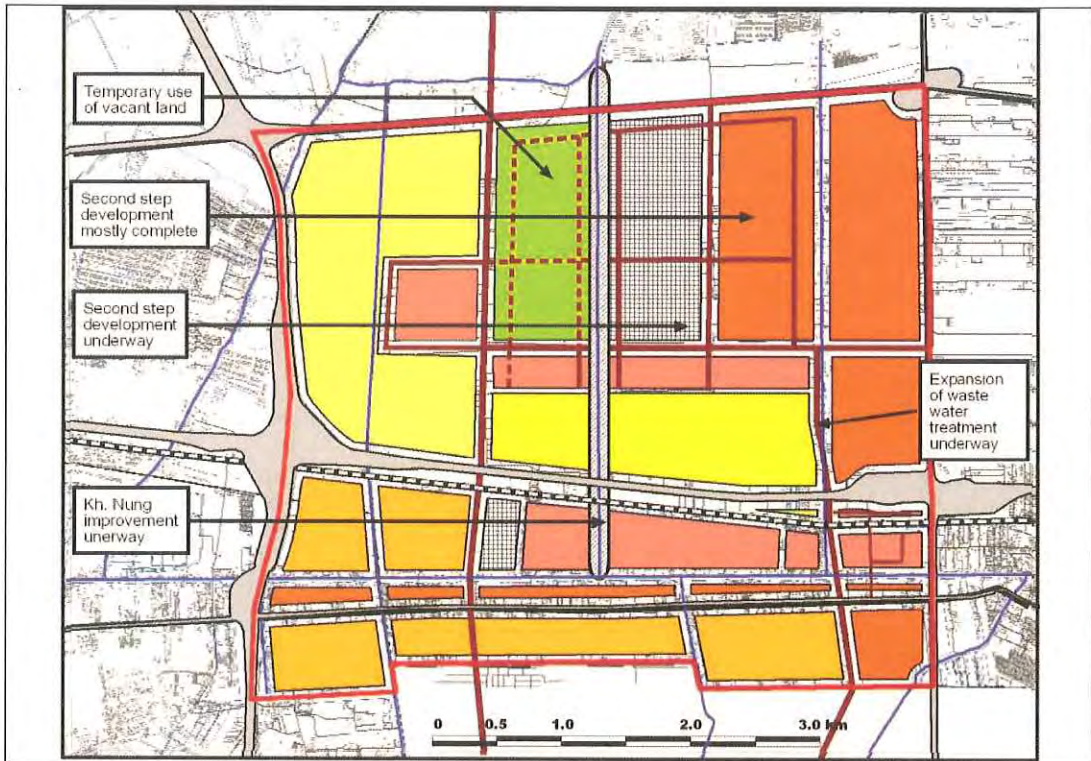 Temporary use
of vacant land
Second step
development
mostly complete
Second step
development
underway
Expansion
of waste
water
treatment
underway
Kh. Nung
improvement
unerway
0 0.5 1.0 2.0 3.0 km